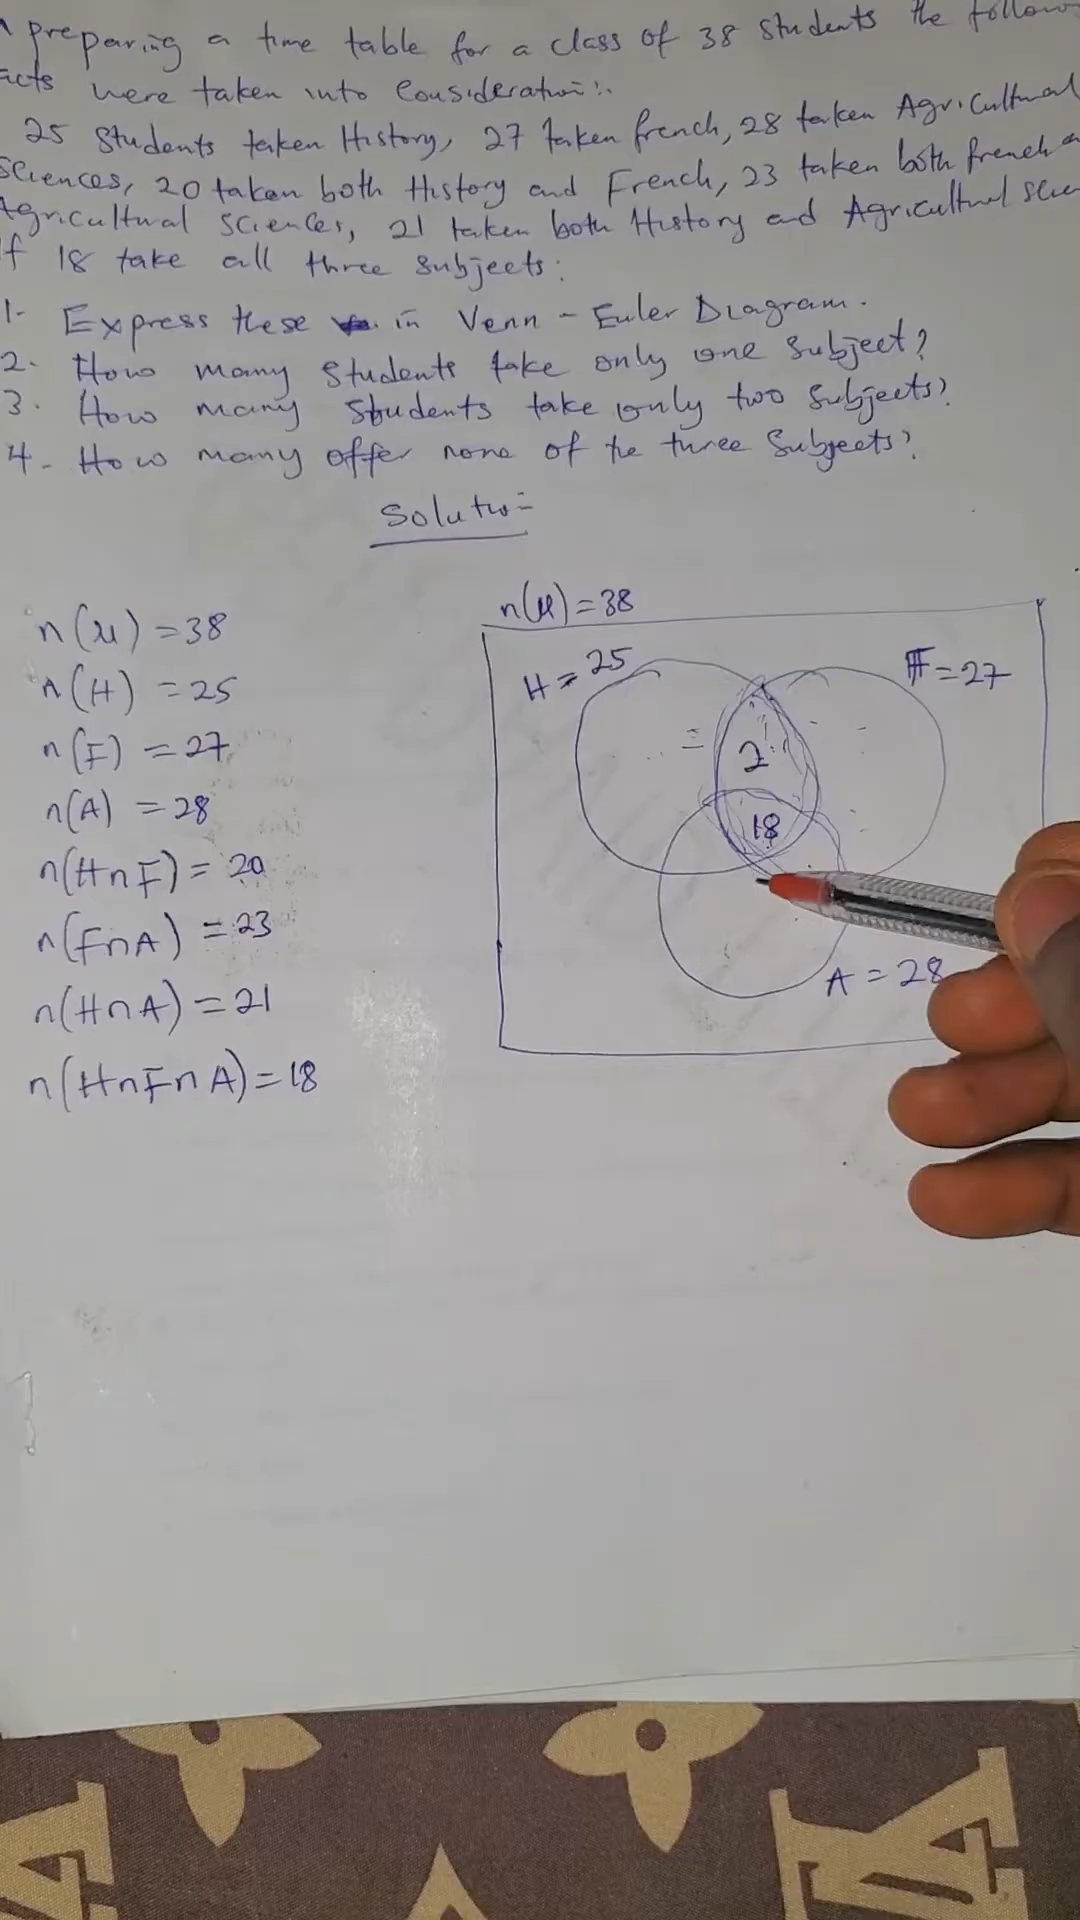 preparing a time table for a class of 38 students the follow
acts were taken into Consideration:.
25 Students taken History, 27 taken french, 28 taken Agricultural
Sciences, 20 taken both History and French, 23 taken both french a
Agricultural Sciences, 21 taken both History and Agricultural Scien
If 18 take all three subjects:
1. Express these in Venn - Euler Diagram.
2. How many students take only one Subject?
3. How many students take only two Subjects?
4. How many offer none of the three Subjects?
Solution
n(μ) = 38
n(H) = 25
n(F) = 27
n(A) = 28
n(H∩F) = 20
n(F∩A) = 23
n(H∩A) = 21
n(H∩F∩A) = 18
n(μ) = 38
H = 25
F = 27
2
18
A = 28